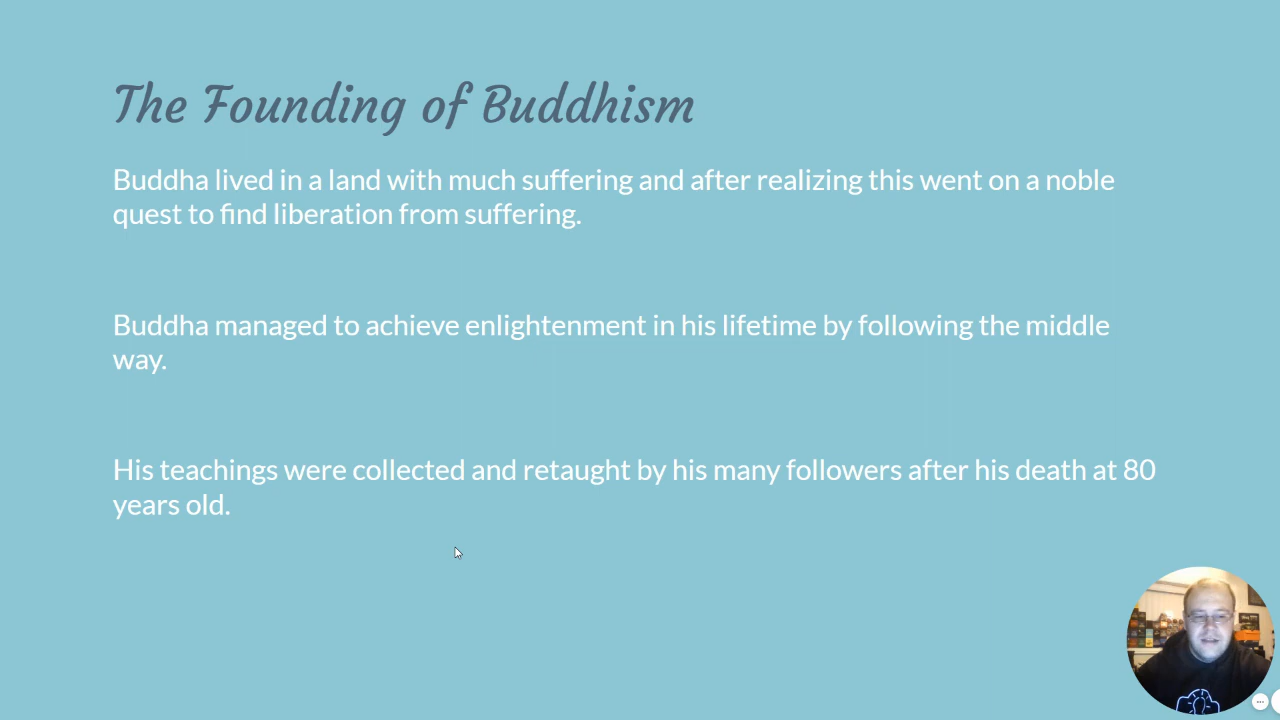 The Founding of Buddhism
Buddha lived in a land with much suffering and after realizing this went on a noble
quest to find liberation from suffering.
Buddha managed to achieve enlightenment in his lifetime by following the middle
way.
His teachings were collected and retaught by his many followers after his death at 80
years old.